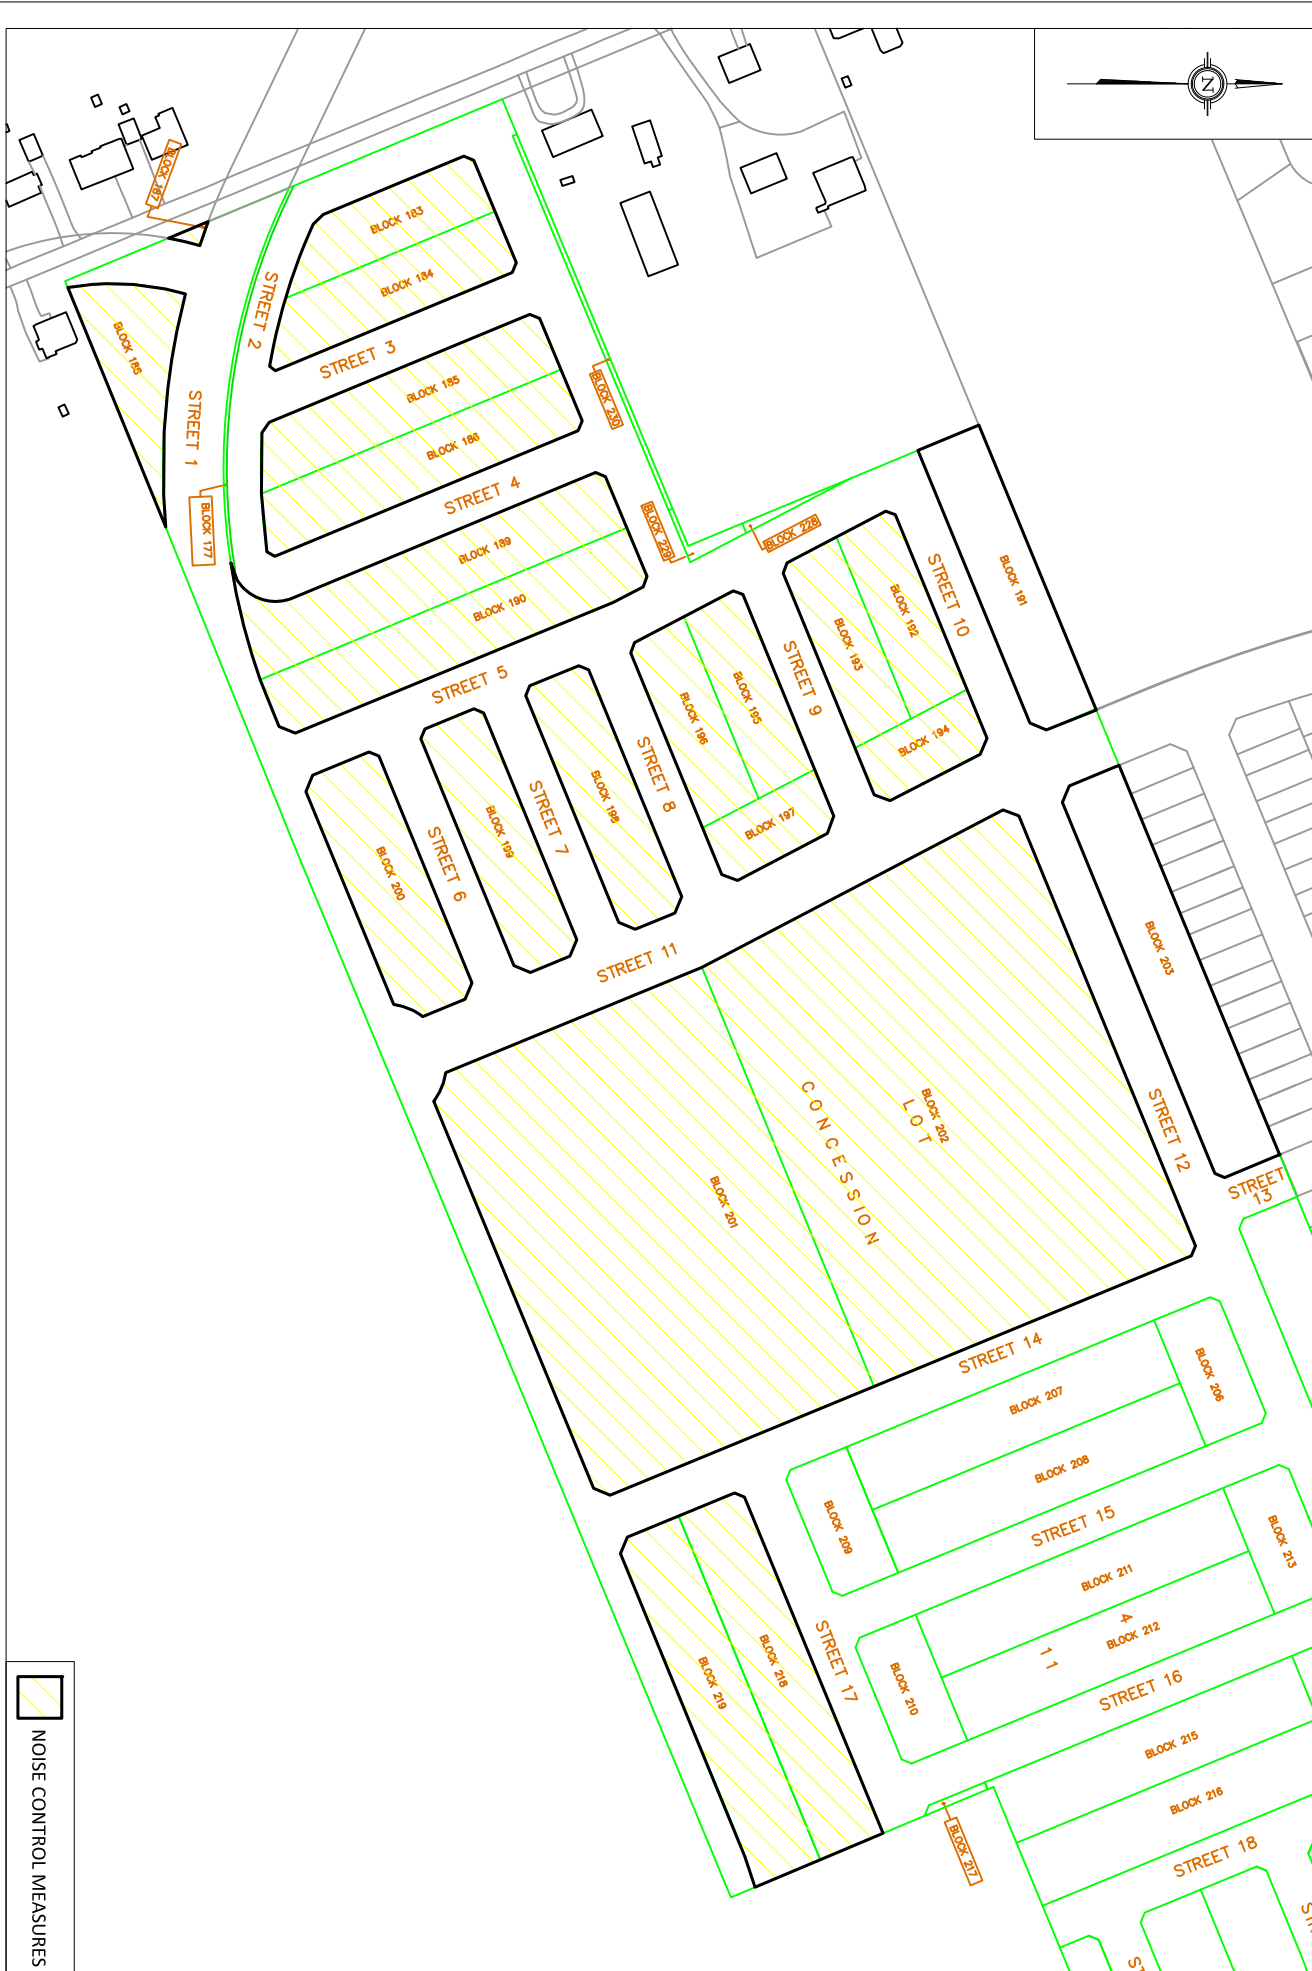 N
BLOCK 187
BLOCK 183
BLOCK 184
STREET 2
STREET 3
BLOCK 188
BLOCK 185
BLOCK 230
STREET 1
BLOCK 186
STREET 4
BLOCK 177
BLOCK 229
BLOCK 228
BLOCK 189
BLOCK 190
STREET 10
BLOCK 191
BLOCK 192
BLOCK 193
STREET 9
STREET 5
BLOCK 195
BLOCK 196
BLOCK 194
STREET 8
BLOCK 198
STREET 7
BLOCK 197
BLOCK 199
STREET 6
BLOCK 200
STREET 11
BLOCK 203
CONCESSION
LOT
BLOCK 202
STREET 12
BLOCK 201
STREET
13
STREET 14
BLOCK 206
BLOCK 207
BLOCK 208
BLOCK 209
STREET 15
BLOCK 213
BLOCK 211
4
BLOCK 212
11
STREET 17
BLOCK 218
BLOCK 219
BLOCK 210
STREET 16
BLOCK 215
BLOCK 216
BLOCK 217
STREET 18
NOISE CONTROL MEASURES